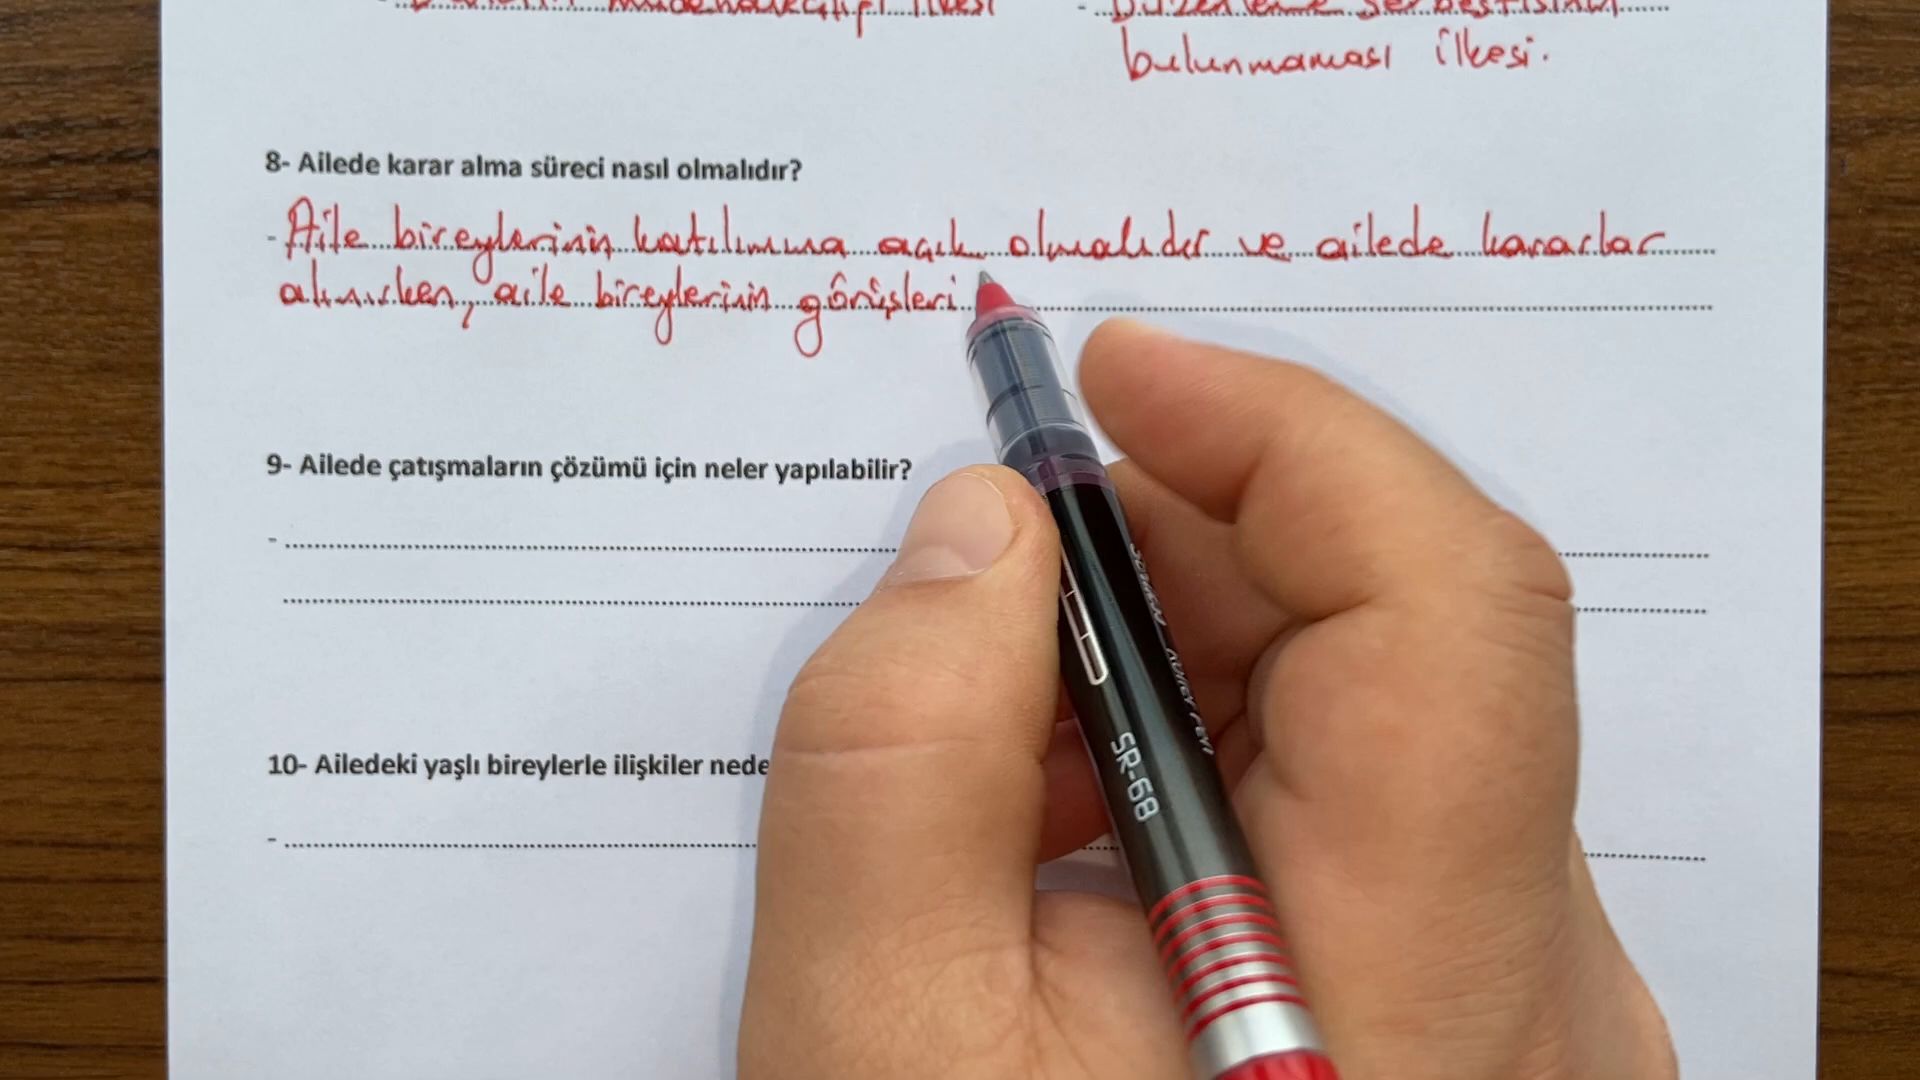 ilkesi
bulunmaması ilkesi.
8- Ailede karar alma süreci nasıl olmalıdır?
- Aile bireylerinin katılımına açık olmalıdır ve ailede kararlar
alınırken, aile bireylerinin görüşleri
9- Ailede çatışmaların çözümü için neler yapılabilir?
-
10- Ailedeki yaşlı bireylerle ilişkiler nede
-
SR-68